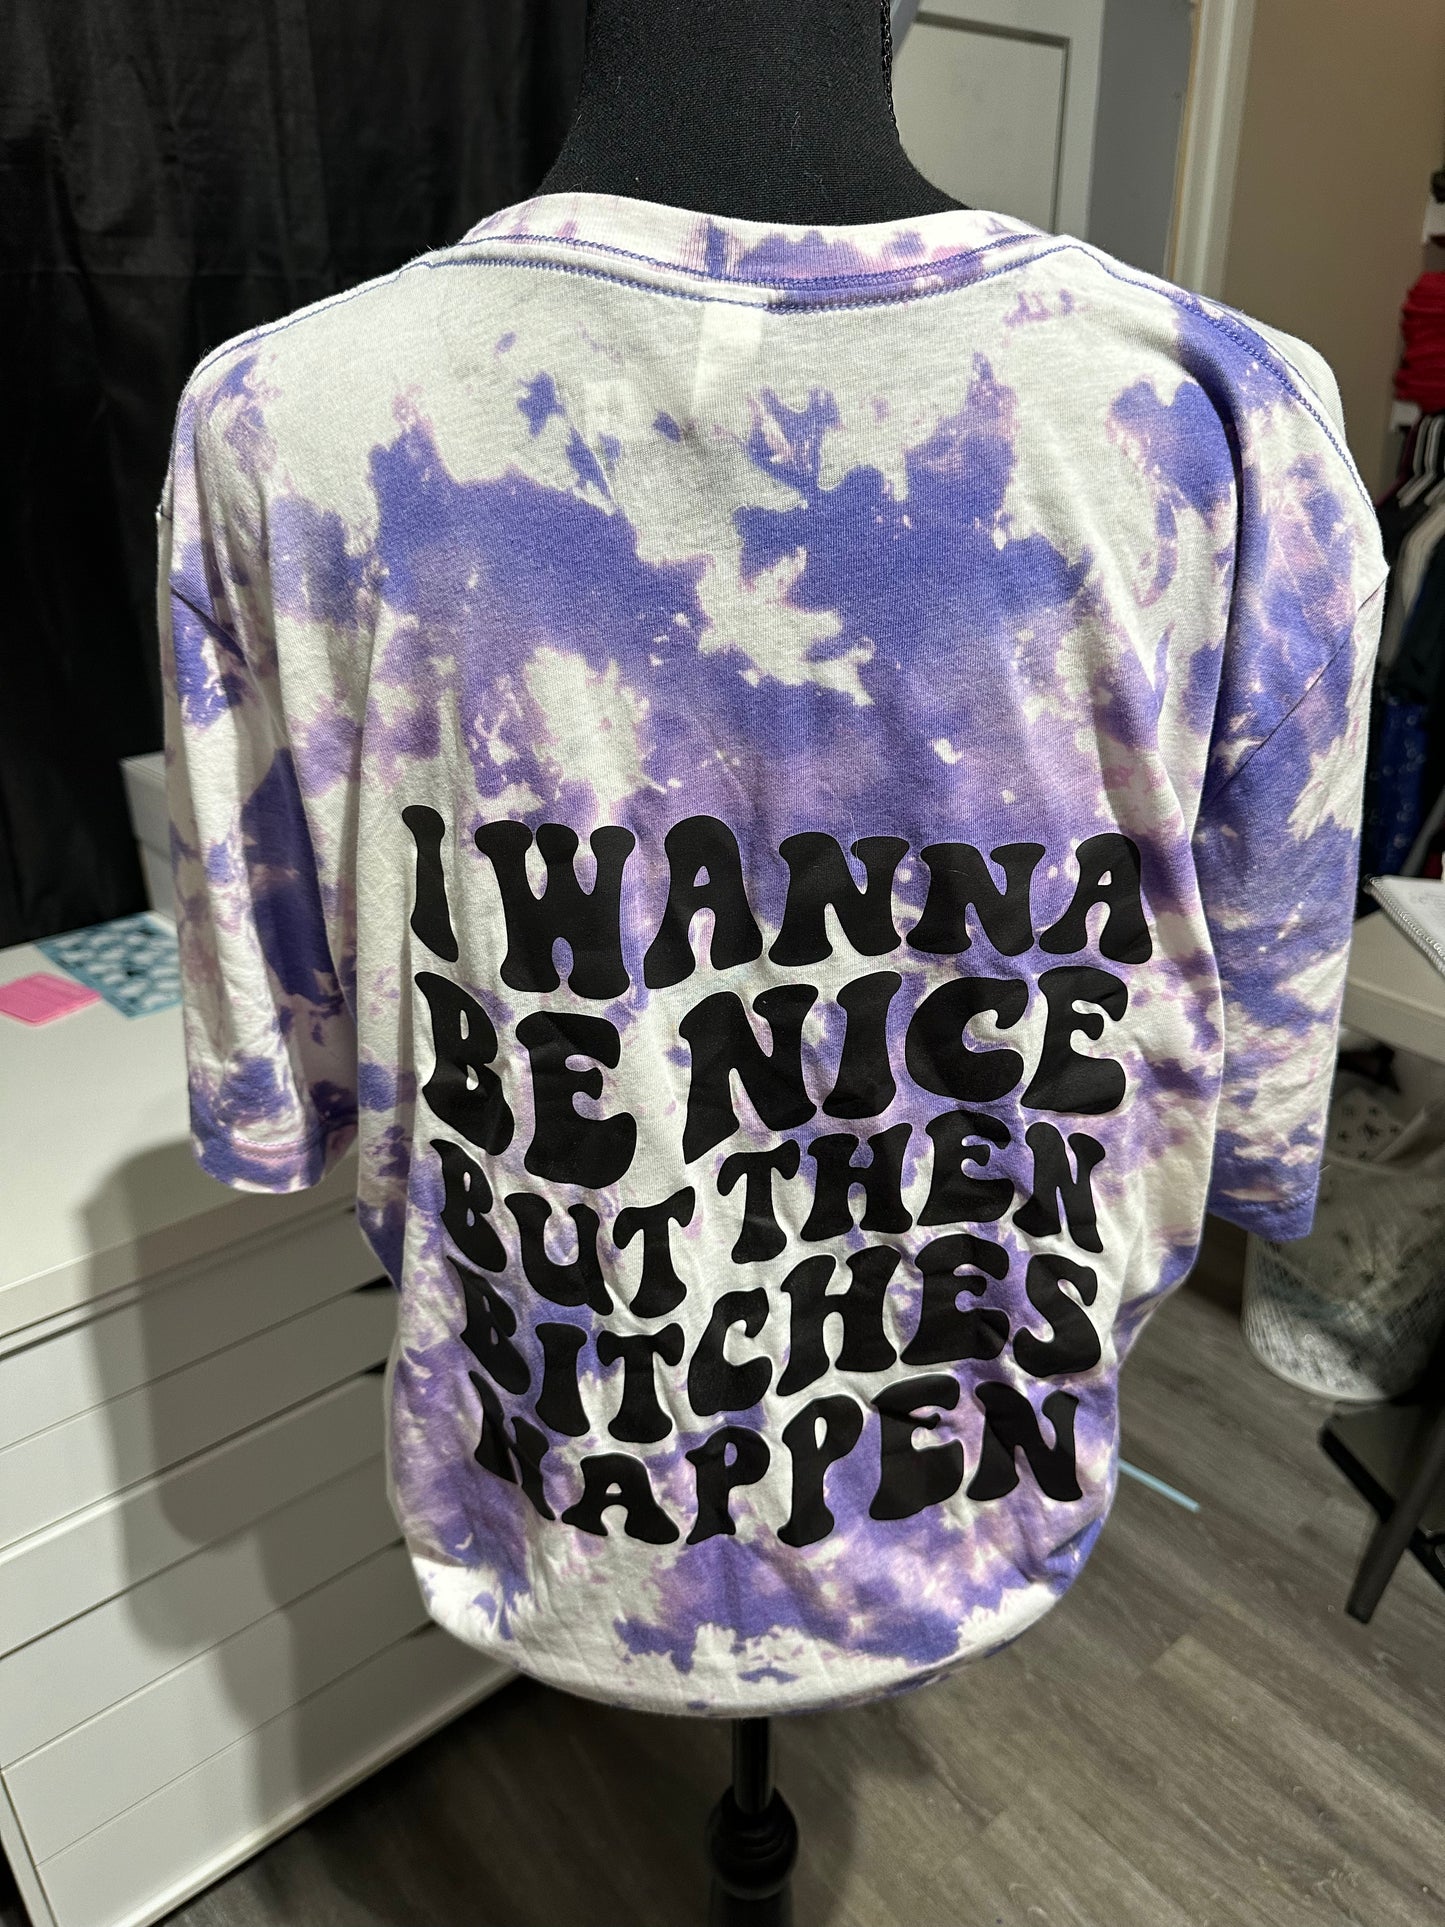 I WANNA
BE NICE
BUT THEN
BITCHES
HAPPEN